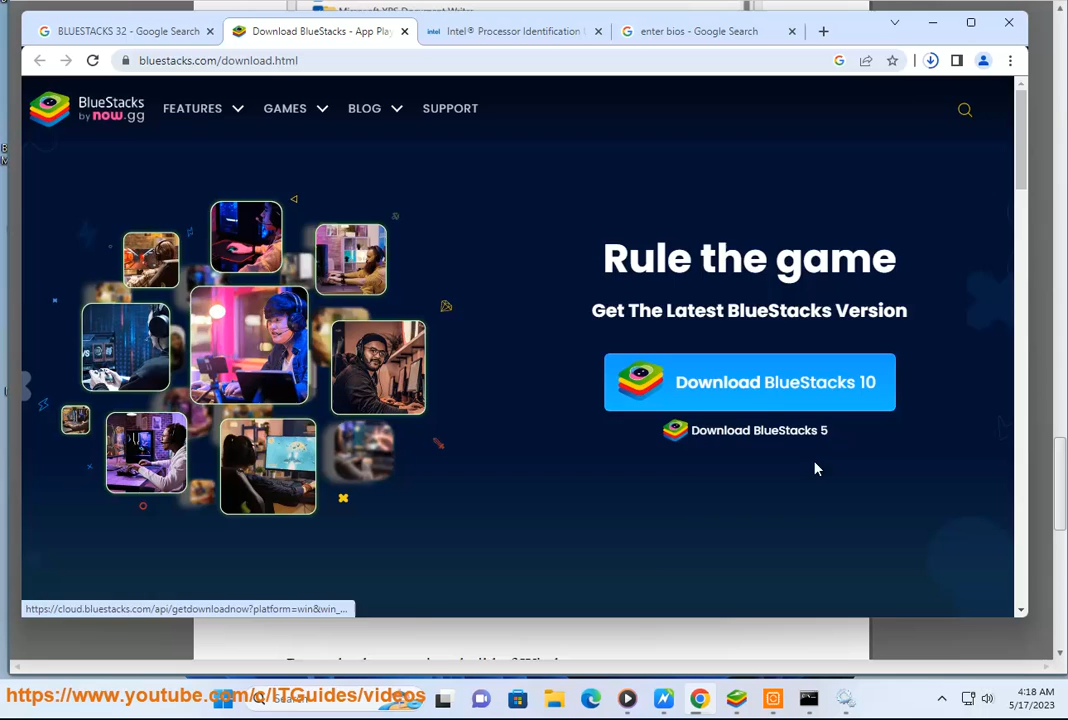 BLUESTACKS 32 - Google Search
Download BlueStacks - App Pla
intel Intel® Processor Identification
enter bios - Google Search
bluestacks.com/download.html
BlueStacks
by now.gg
FEATURES
GAMES
BLOG
SUPPORT
Rule the game
Get The Latest BlueStacks Version
Download BlueStacks 10
Download BlueStacks 5
https://cloud.bluestacks.com/api/getdownloadnow?platform=win&win_...
https://www.youtube.com/c/ITGuides/videos
4:18 AM
5/17/2023